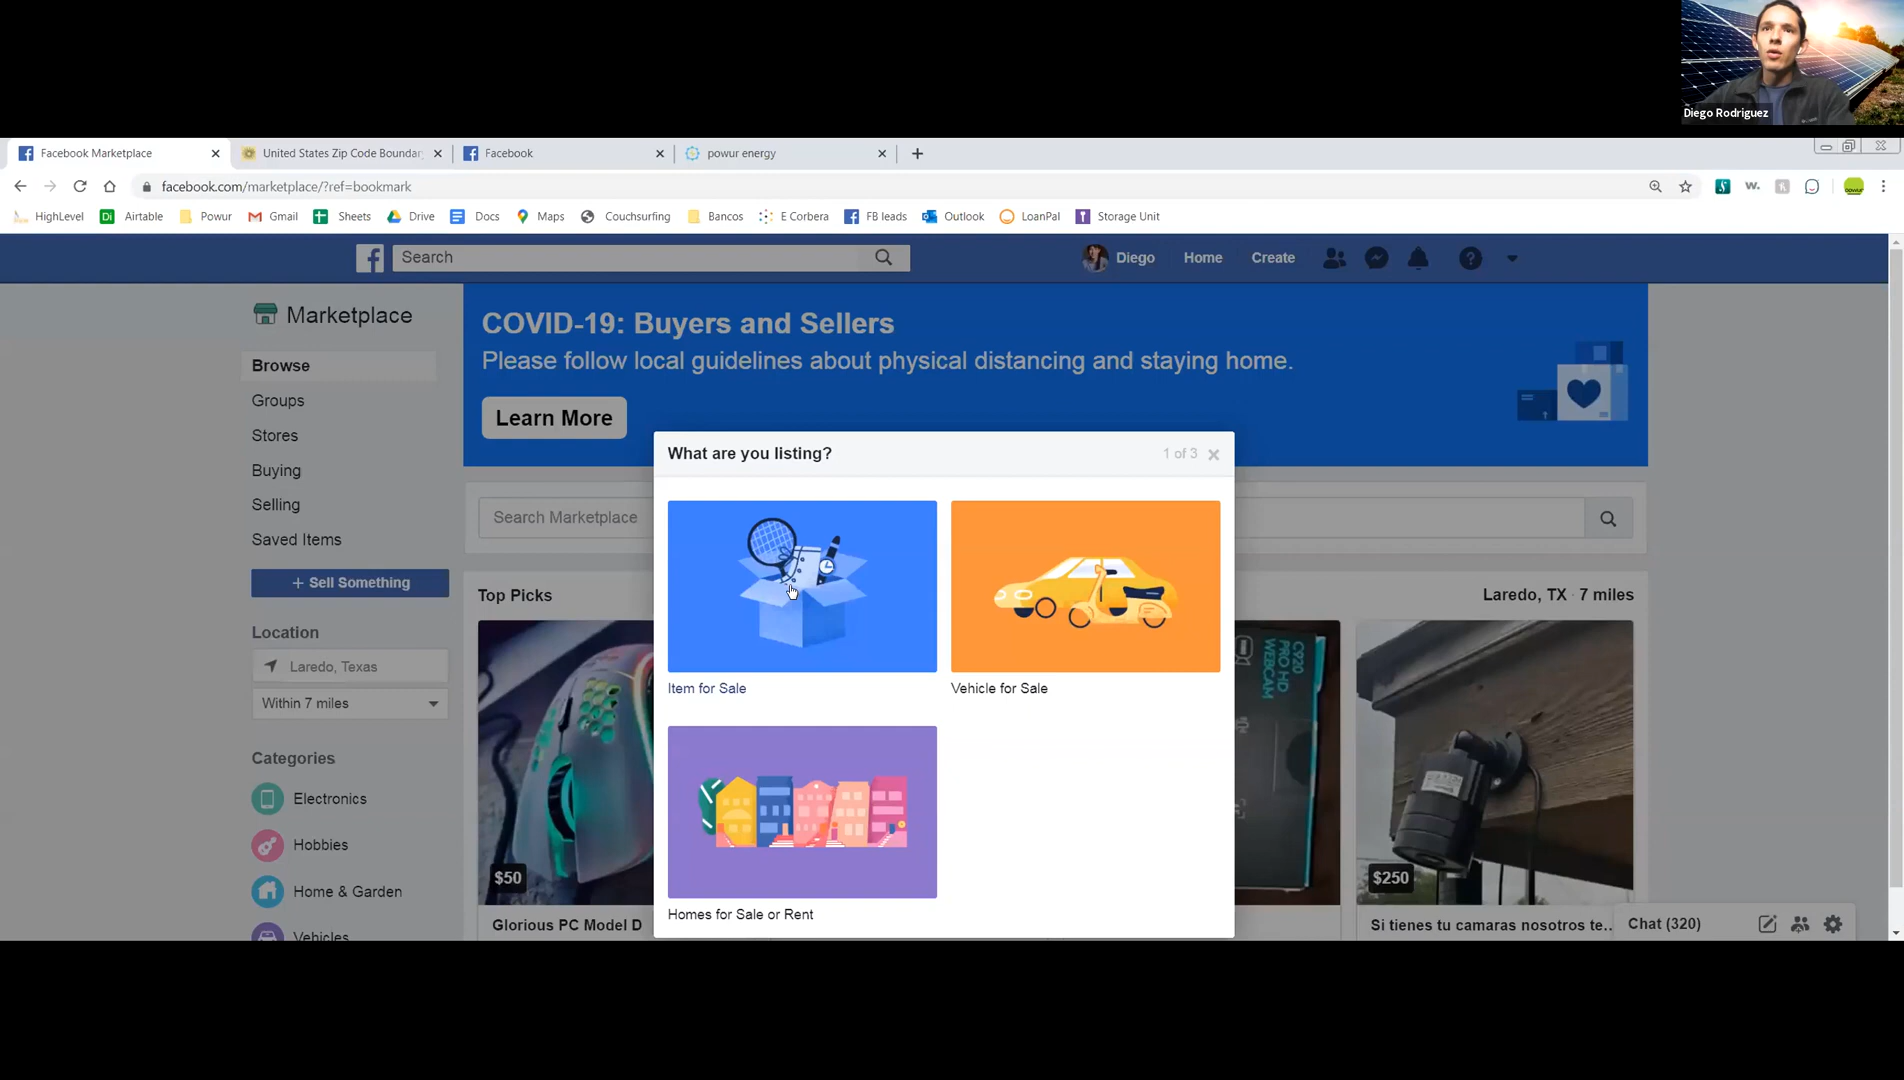 Diego Rodriguez
Facebook Marketplace
United States Zip Code Boundar
Facebook
powur energy
facebook.com/marketplace/?ref=bookmark
HighLevel
Di
Airtable
Powur
Gmail
Sheets
Drive
Docs
Maps
Couchsurfing
Bancos
E Corbera
FB leads
Outlook
LoanPal
Storage Unit
Search
Diego
Home
Create
Marketplace
COVID-19: Buyers and Sellers
Please follow local guidelines about physical distancing and staying home.
Learn More
Browse
Groups
Stores
Buying
Selling
Saved Items
+ Sell Something
Location
Laredo, Texas
Within 7 miles
Categories
Electronics
Hobbies
Home & Garden
Vehicles
What are you listing?
1 of 3
Item for Sale
Vehicle for Sale
Homes for Sale or Rent
Search Marketplace
Top Picks
Laredo, TX · 7 miles
C920
PRO HD
WEBCAM
$50
$250
Glorious PC Model D
Si tienes tu camaras nosotros te...
Chat (320)